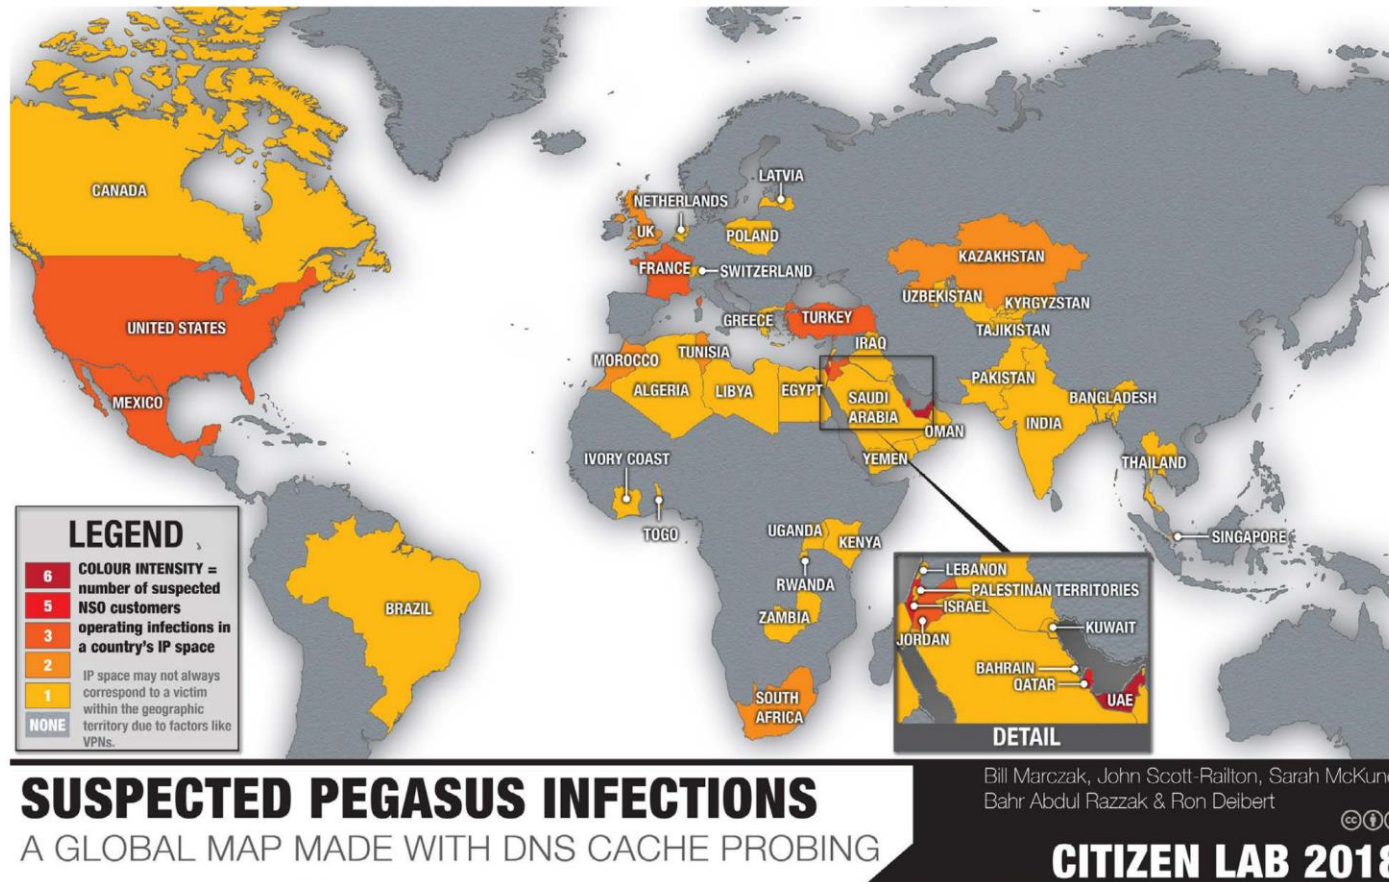 CANADA
UNITED STATES
MEXICO
BRAZIL
LATVIA
NETHERLANDS
UK
POLAND
FRANCE
SWITZERLAND
GREECE
TURKEY
KAZAKHSTAN
UZBEKISTAN
KYRGYZSTAN
TAJIKISTAN
MOROCCO
TUNISIA
IRAQ
ALGERIA
LIBYA
EGYPT
SAUDI
ARABIA
OMAN
YEMEN
PAKISTAN
INDIA
BANGLADESH
THAILAND
SINGAPORE
IVORY COAST
TOGO
UGANDA
KENYA
RWANDA
ZAMBIA
SOUTH
AFRICA
LEBANON
PALESTINAN TERRITORIES
ISRAEL
JORDAN
KUWAIT
BAHRAIN
QATAR
UAE
DETAIL
LEGEND
6
5
3
2
1
NONE
COLOUR INTENSITY =
number of suspected
NSO customers
operating infections in
a country's IP space
IP space may not always
correspond to a victim
within the geographic
territory due to factors like
VPNs.
SUSPECTED PEGASUS INFECTIONS
A GLOBAL MAP MADE WITH DNS CACHE PROBING
Bill Marczak, John Scott-Railton, Sarah McKune
Bahr Abdul Razzak & Ron Deibert
cc
CITIZEN LAB 2018